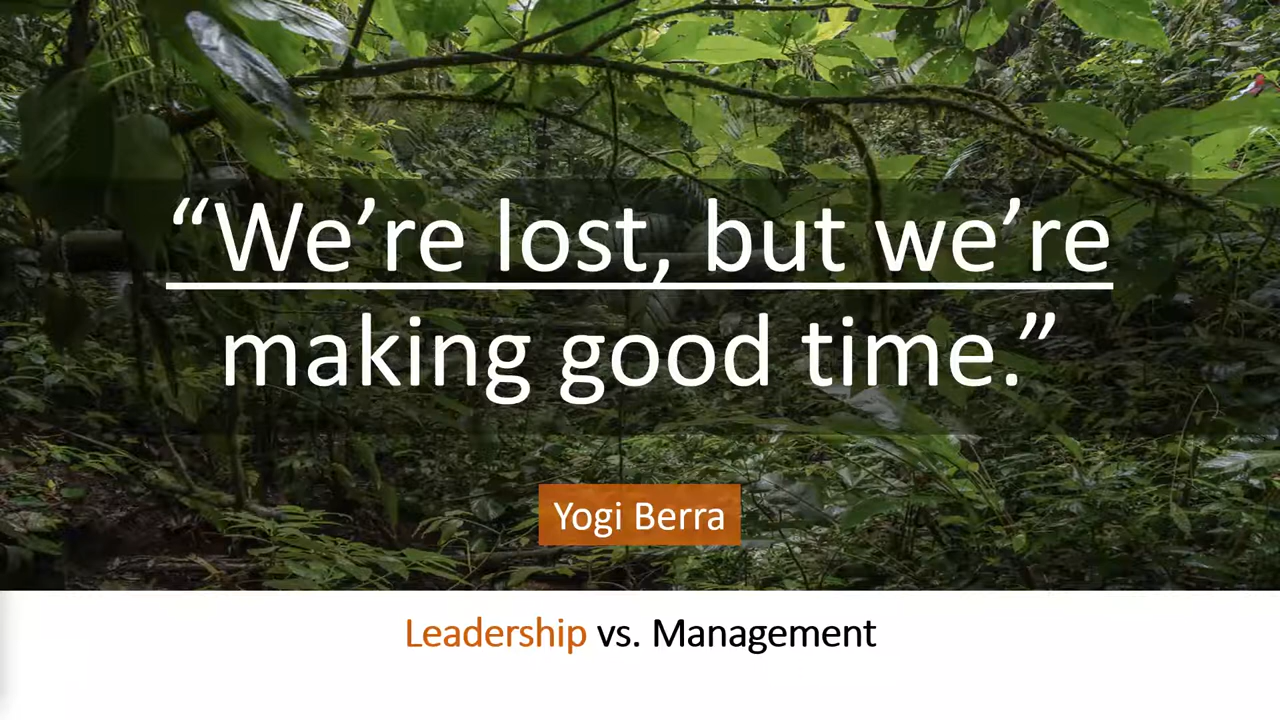 “We’re lost, but we’re
making good time.”
Yogi Berra
Leadership vs. Management